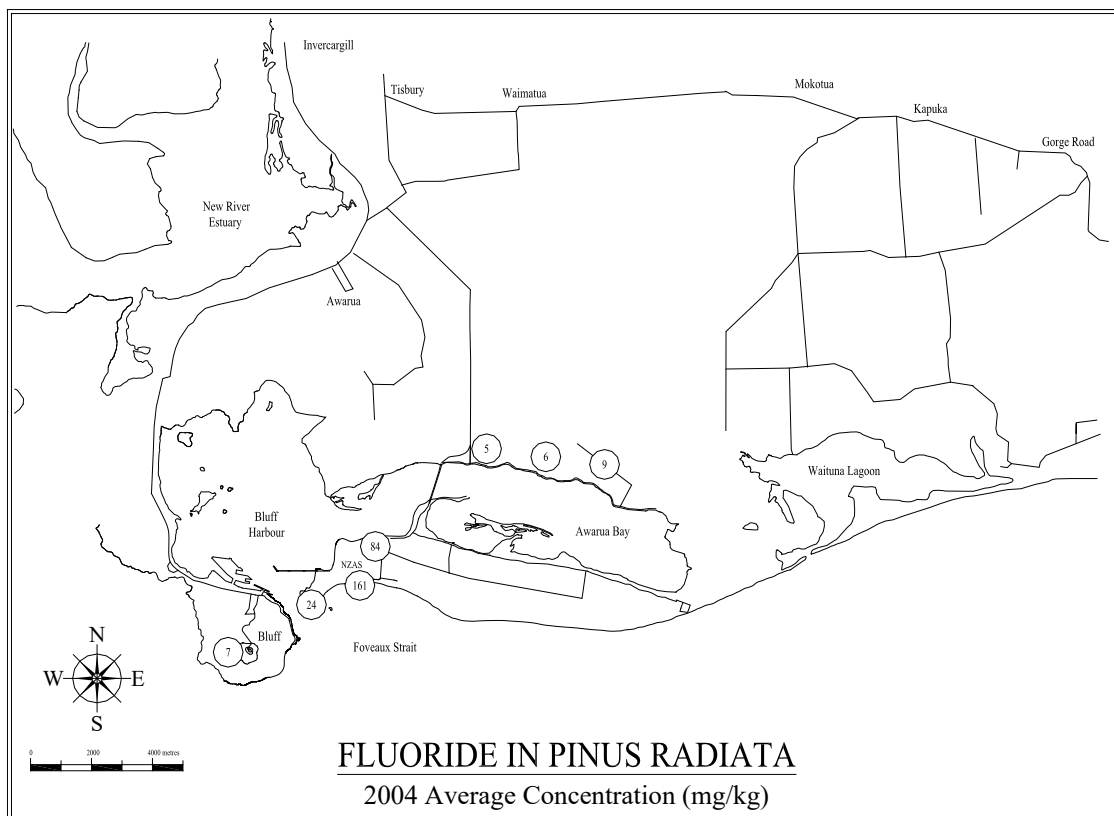 Invercargill
Tisbury
Waimatua
Mokotua
Kapuka
Gorge Road
New River
Estuary
Awarua
5
6
9
Waituna Lagoon
Bluff
Harbour
Awarua Bay
84
NZAS
161
24
Bluff
7
Foveaux Strait
N
W
E
S
0
2000
4000 metres
FLUORIDE IN PINUS RADIATA
2004 Average Concentration (mg/kg)